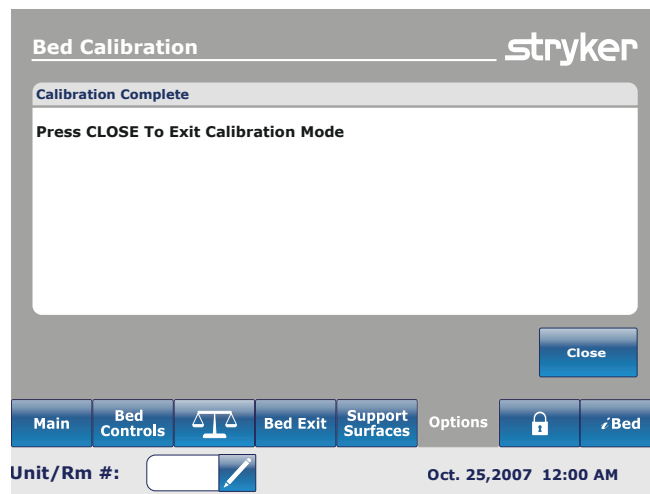 Bed Calibration
stryker
Calibration Complete
Press CLOSE To Exit Calibration Mode
Close
Main
Bed Controls
Bed Exit
Support Surfaces
Options
iBed
Unit/Rm #:
Oct. 25,2007 12:00 AM